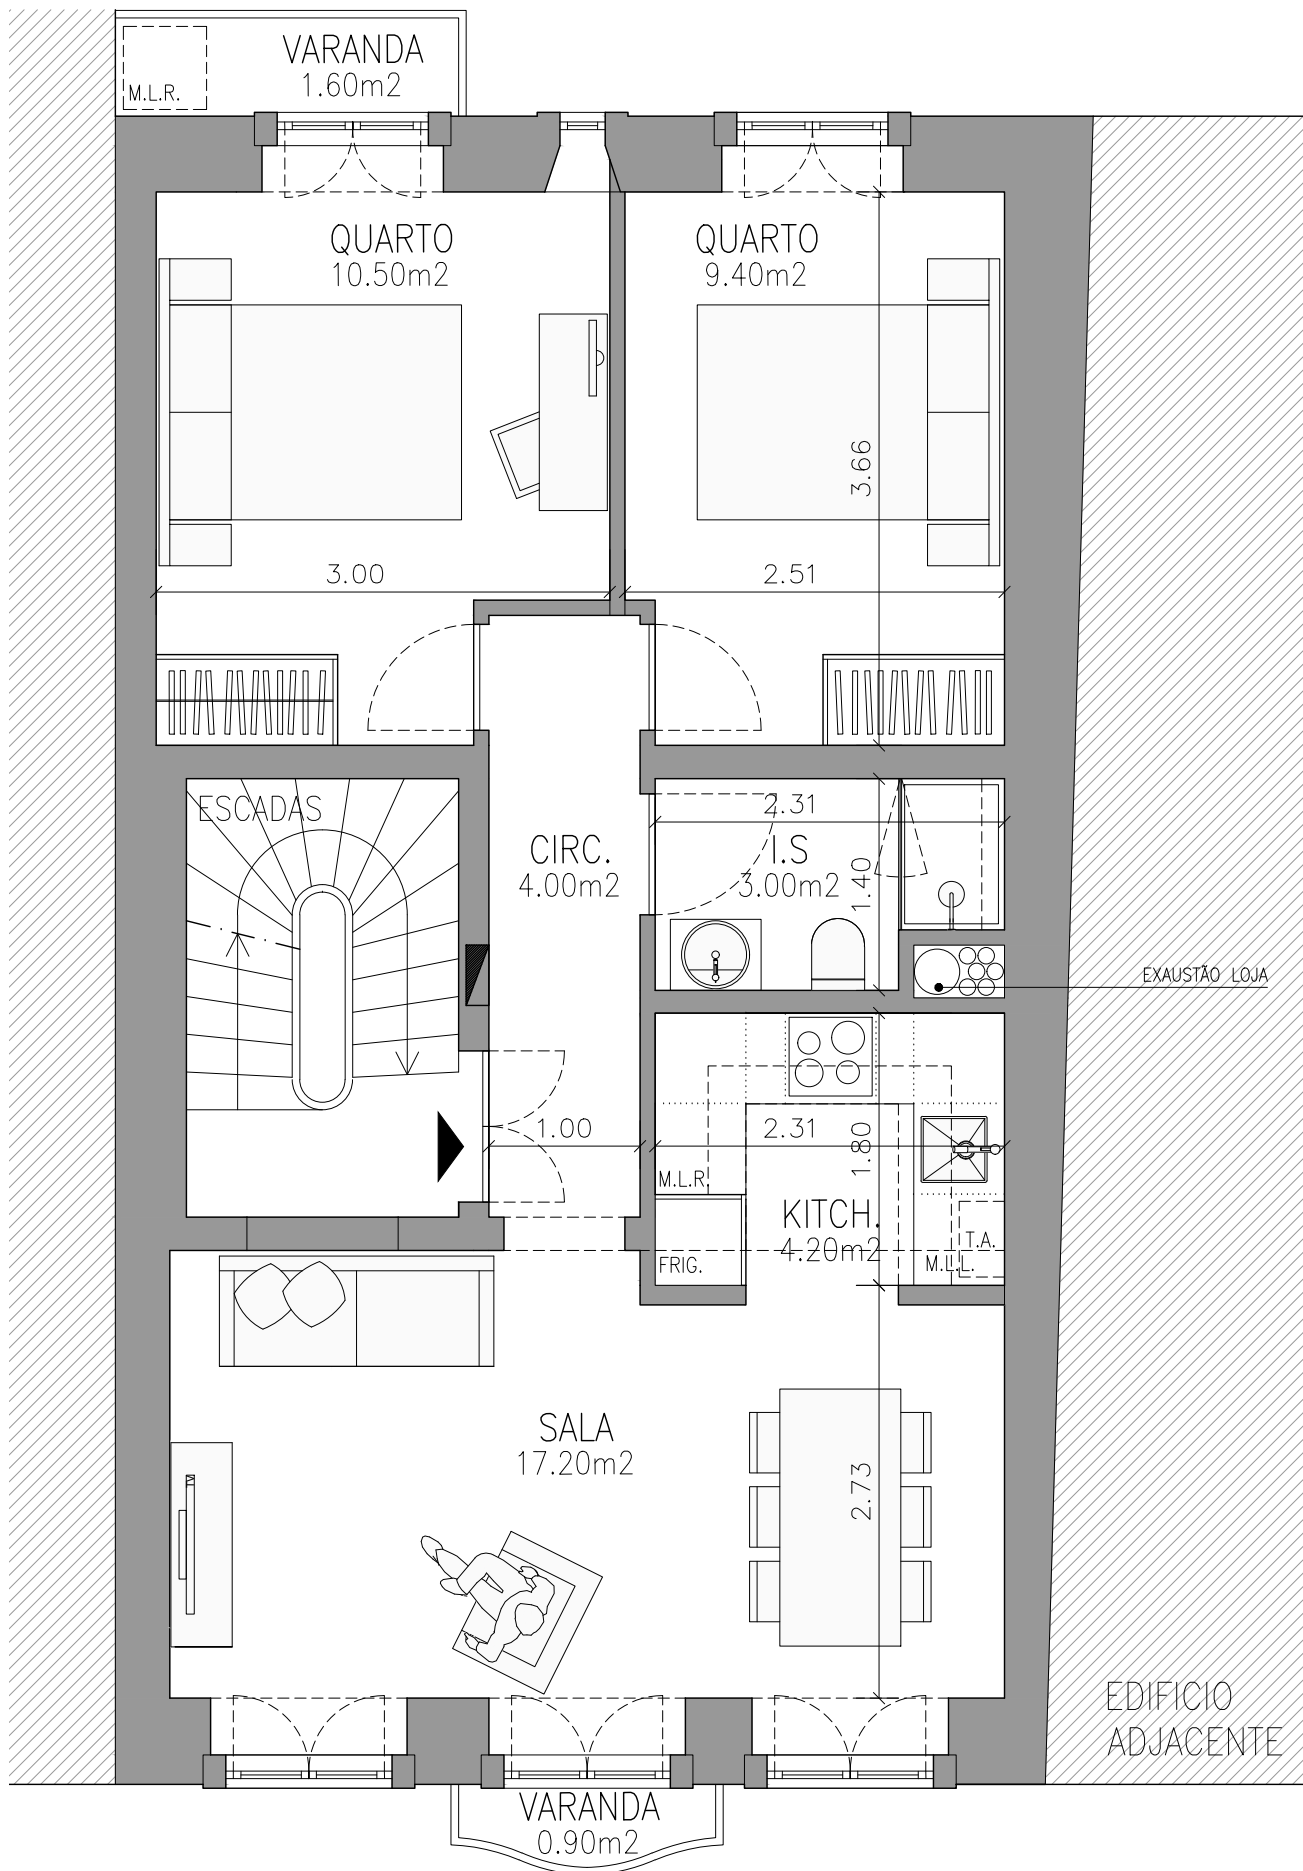 VARANDA
1.60m2
M.L.R.
QUARTO
10.50m2
QUARTO
9.40m2
3.66
3.00
2.51
ESCADAS
2.31
CIRC.
4.00m2
I.S
3.00m2
1.40
EXAUSTÃO LOJA
1.00
2.31
1.80
M.L.R.
KITCH.
4.20m2
FRIG.
T.A.
M.L.L.
SALA
17.20m2
2.73
EDIFICIO
ADJACENTE
VARANDA
0.90m2